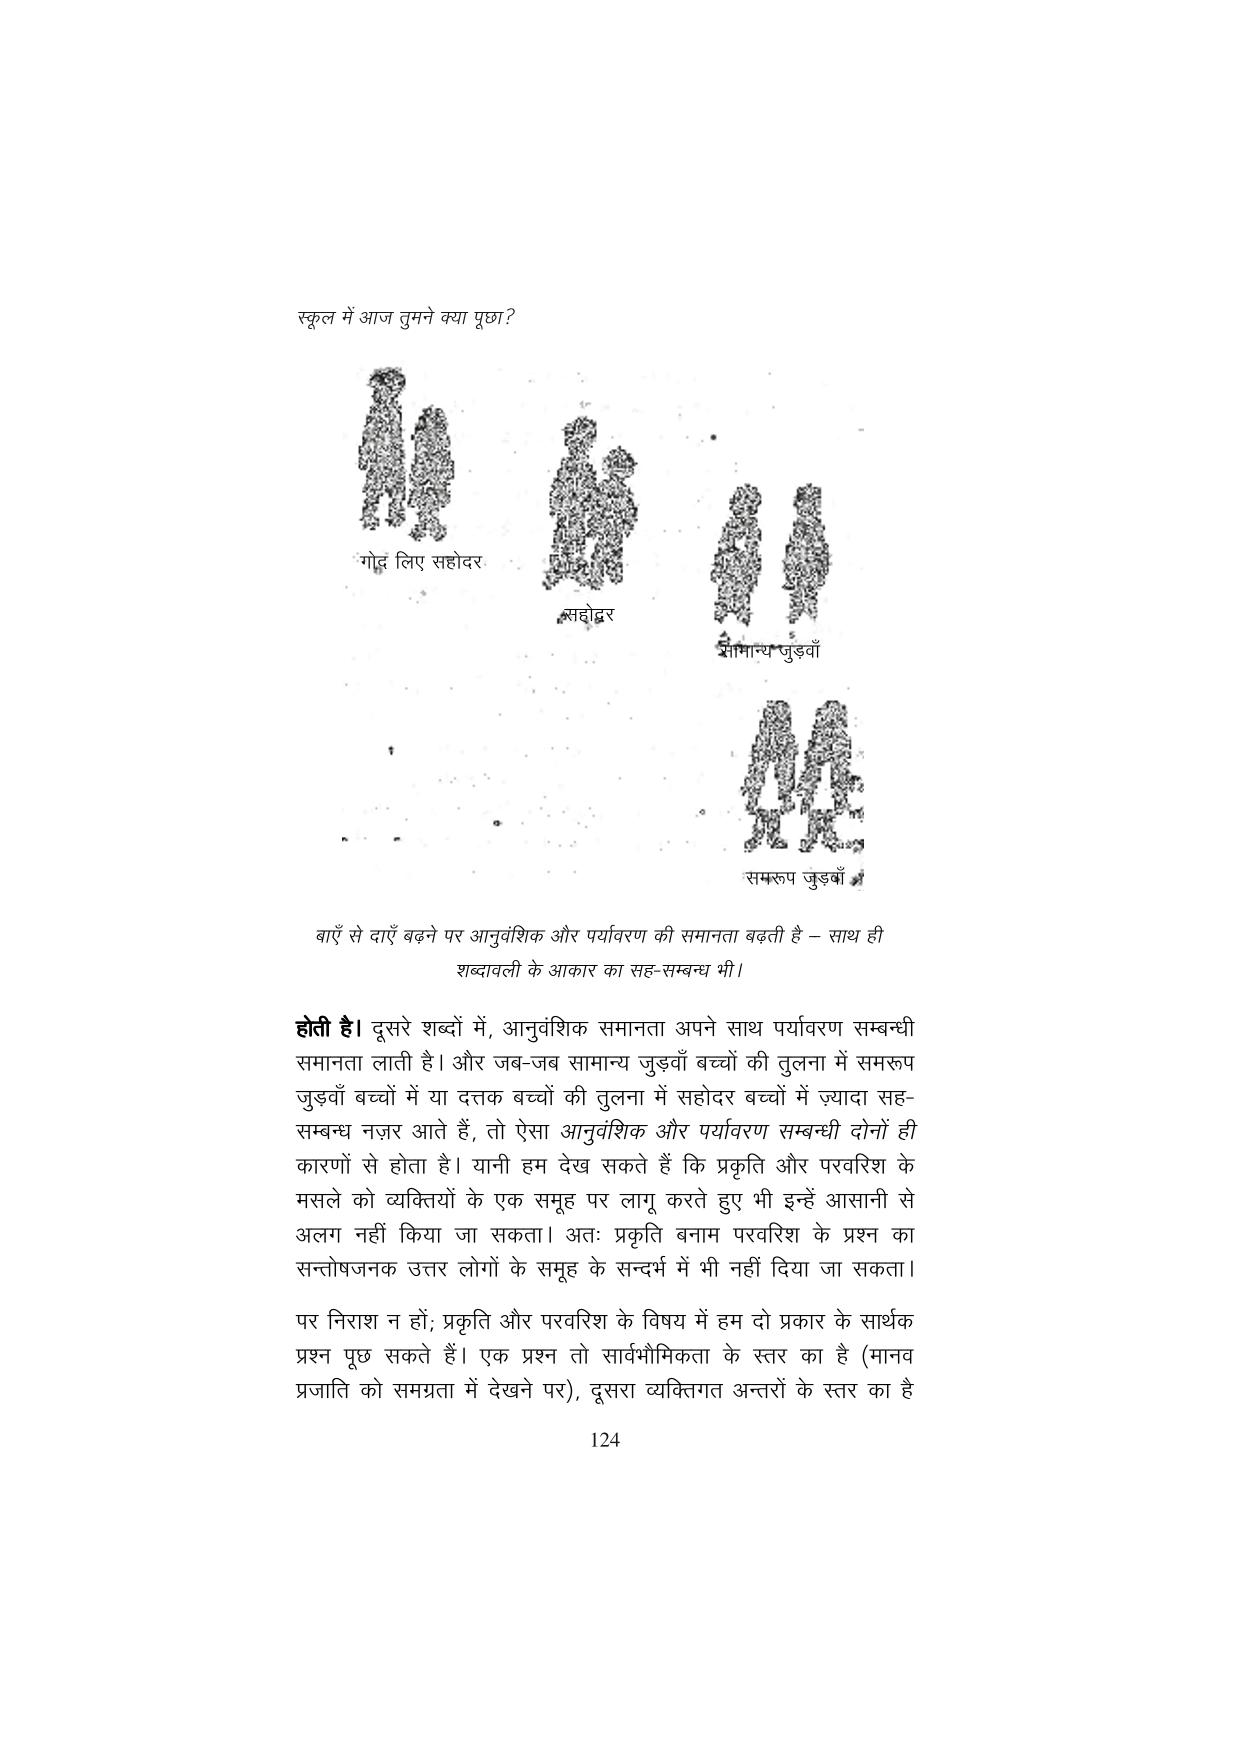 स्कूल में आज तुमने क्या पूछा?
गोद लिए सहोदर
सहोदर
सामान्य जुड़वाँ
समरूप जुड़वाँ
बाएँ से दाएँ बढ़ने पर आनुवंशिक और पर्यावरण की समानता बढ़ती है – साथ ही
शब्दावली के आकार का सह-सम्बन्ध भी।
होती है। दूसरे शब्दों में, आनुवंशिक समानता अपने साथ पर्यावरण सम्बन्धी
समानता लाती है। और जब-जब सामान्य जुड़वाँ बच्चों की तुलना में समरूप
जुड़वाँ बच्चों में या दत्तक बच्चों की तुलना में सहोदर बच्चों में ज़्यादा सह-
सम्बन्ध नज़र आते हैं, तो ऐसा आनुवंशिक और पर्यावरण सम्बन्धी दोनों ही
कारणों से होता है। यानी हम देख सकते हैं कि प्रकृति और परवरिश के
मसले को व्यक्तियों के एक समूह पर लागू करते हुए भी इन्हें आसानी से
अलग नहीं किया जा सकता। अतः प्रकृति बनाम परवरिश के प्रश्न का
सन्तोषजनक उत्तर लोगों के समूह के सन्दर्भ में भी नहीं दिया जा सकता।
पर निराश न हों; प्रकृति और परवरिश के विषय में हम दो प्रकार के सार्थक
प्रश्न पूछ सकते हैं। एक प्रश्न तो सार्वभौमिकता के स्तर का है (मानव
प्रजाति को समग्रता में देखने पर), दूसरा व्यक्तिगत अन्तरों के स्तर का है
124